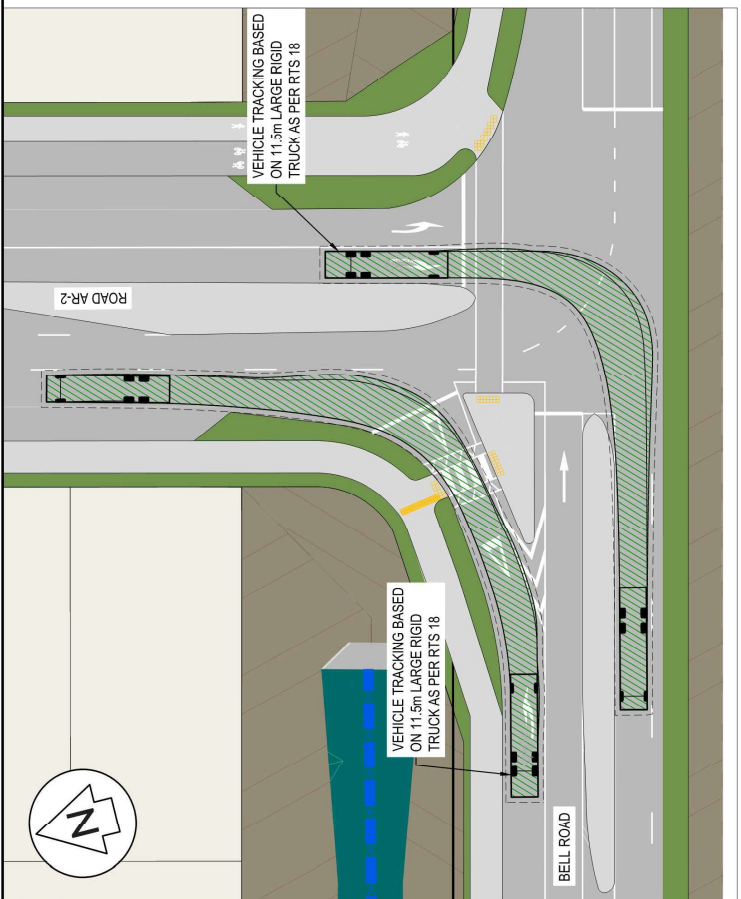 VEHICLE TRACKING BASED
ON 11.5m LARGE RIGID
TRUCK AS PER RTS 18
ROAD AR-2
VEHICLE TRACKING BASED
ON 11.5m LARGE RIGID
TRUCK AS PER RTS 18
BELL ROAD
N